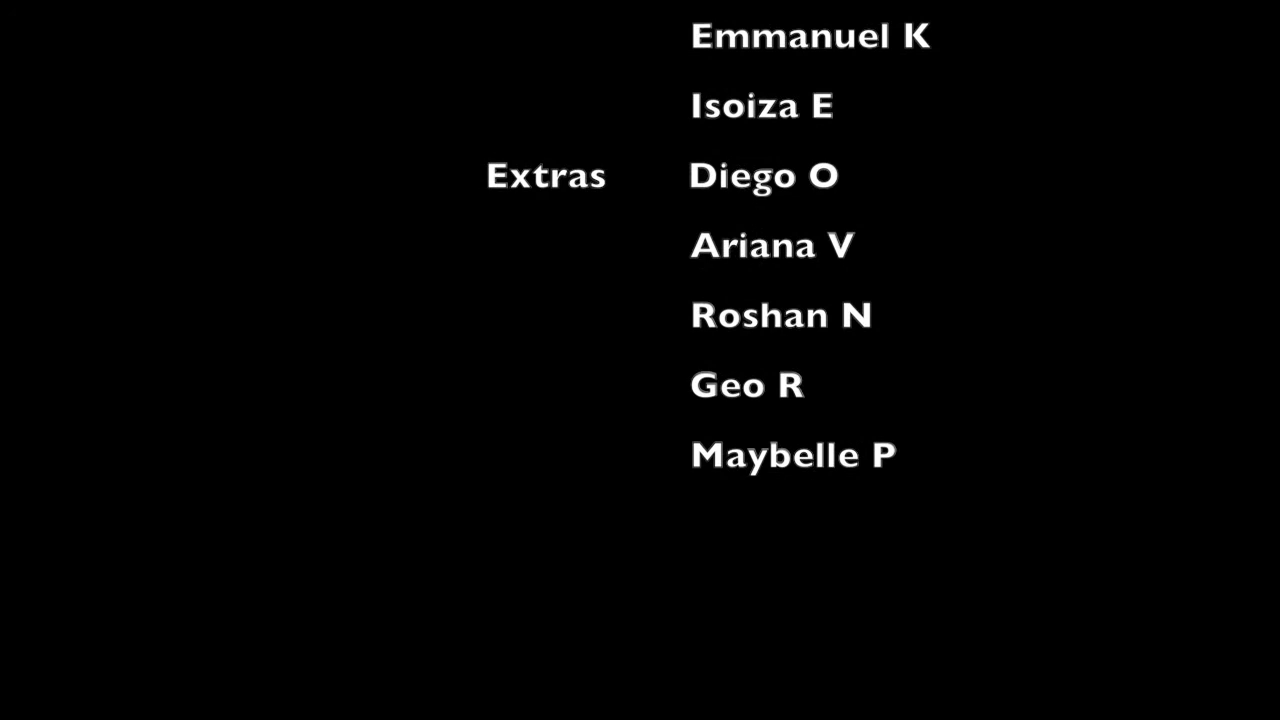 Emmanuel K
Isoiza E
Extras Diego O
Ariana V
Roshan N
Geo R
Maybelle P